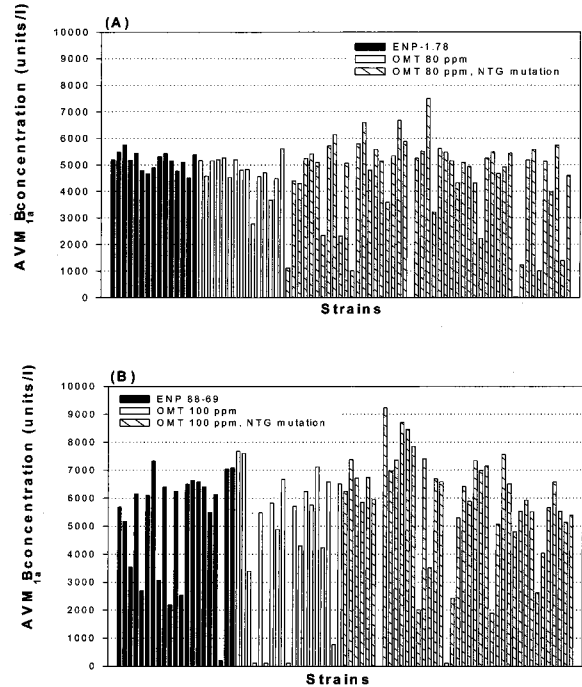 (A)
10000
9000
8000
7000
6000
5000
4000
3000
2000
1000
0
AVM B1a concentration (units/l)
ENP-1.78
OMT 80 ppm
OMT 80 ppm, NTG mutation
Strains
(B)
10000
9000
8000
7000
6000
5000
4000
3000
2000
1000
0
AVM B1a concentration (units/l)
ENP 88-69
OMT 100 ppm
OMT 100 ppm, NTG mutation
Strains